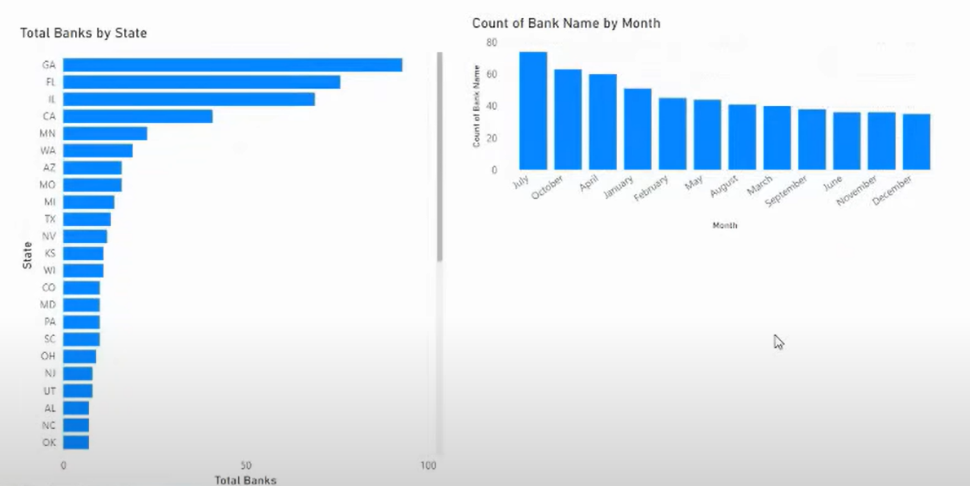 Total Banks by State
GA
FL
IL
CA
MN
WA
AZ
MO
MI
TX
NV
KS
WI
CO
MD
PA
SC
OH
NJ
UT
AL
NC
OK
State
0 50 100
Total Banks
Count of Bank Name by Month
80
60
40
20
0
Count of Bank Name
July October April January February May August March September June November December
Month